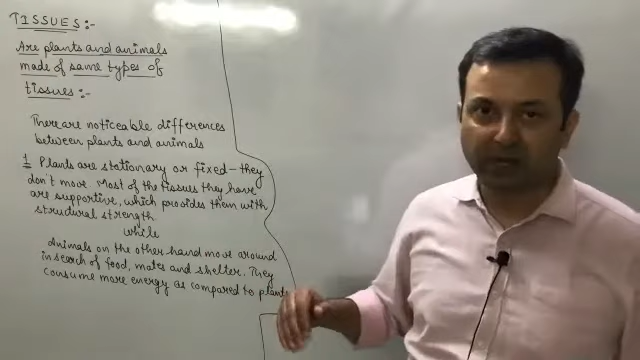 TISSUES:-
Are plants and animals
made of same types of
tissues:-
There are noticeable differences
between plants and animals
1 Plants are stationary or fixed - they
don't move Most of the tissues they have
are supportive, which provides them with
structural strength
while
Animals on the other hand move around
in search of food, mates and shelter. They
consume more energy as compared to plants